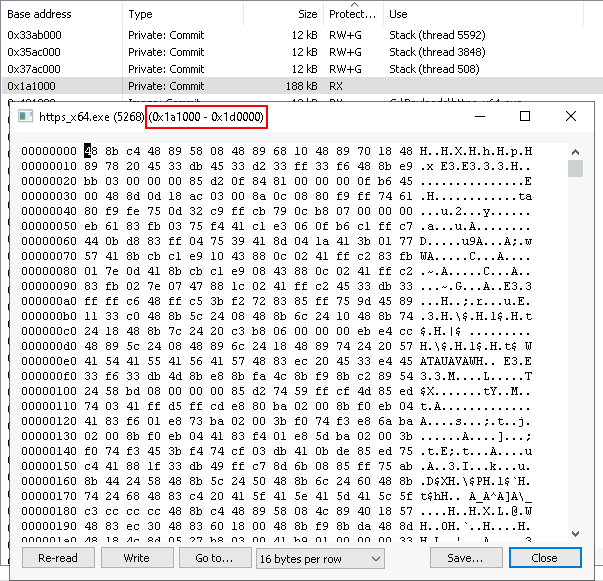 Base address Type Size Protect... Use
0x33ab000 Private: Commit 12 kB RW+G Stack (thread 5592)
0x35ac000 Private: Commit 12 kB RW+G Stack (thread 3848)
0x37ac000 Private: Commit 12 kB RW+G Stack (thread 508)
0x1a1000 Private: Commit 188 kB RX
https_x64.exe (5268) (0x1a1000 - 0x1d0000)
00000000 48 8b c4 48 89 58 08 48 89 68 10 48 89 70 18 48 H..H.X.H.h.H.p.H
00000010 89 78 20 45 33 db 45 33 d2 33 ff 33 f6 48 8b e9 .x E3.E3.3.3.H..
00000020 bb 03 00 00 00 85 d2 0f 84 81 00 00 00 0f b6 45 ...............E
00000030 00 48 8d 0d 18 ac 03 00 8a 0c 08 80 f9 ff 74 61 .H............ta
00000040 80 f9 fe 75 0d 32 c9 ff cb 79 0c b8 07 00 00 00 ...u.2...y......
00000050 eb 61 83 fb 03 75 f4 41 c1 e3 06 0f b6 c1 ff c7 .a...u.A........
00000060 44 0b d8 83 ff 04 75 39 41 8d 04 1a 41 3b 01 77 D.....u9A...A;.w
00000070 57 41 8b cb c1 e9 10 43 88 0c 02 41 ff c2 83 fb WA.....C...A....
00000080 01 7e 0d 41 8b cb c1 e9 08 43 88 0c 02 41 ff c2 .~.A.....C...A..
00000090 83 fb 02 7e 07 47 88 1c 02 41 ff c2 45 33 db 33 ...~.G...A..E3.3
000000a0 ff ff c6 48 ff c5 3b f2 72 83 85 ff 75 9d 45 89 ...H..;.r...u.E.
000000b0 11 33 c0 48 8b 5c 24 08 48 8b 6c 24 10 48 8b 74 .3.H.\$.H.l$.H.t
000000c0 24 18 48 8b 7c 24 20 c3 b8 06 00 00 00 eb e4 cc $.H.|$ .........
000000d0 48 89 5c 24 08 48 89 6c 24 18 48 89 74 24 20 57 H.\$.H.l$.H.t$ W
000000e0 41 54 41 55 41 56 41 57 48 83 ec 20 45 33 e4 45 ATAUAVAWH.. E3.E
000000f0 33 f6 33 db 4d 8b e8 8b fa 4c 8b f9 8b c2 89 54 3.3.M....L.....T
00000100 24 58 bd 08 00 00 00 85 d2 74 59 ff cf 4d 85 ed $X.......tY..M..
00000110 74 03 41 ff d5 ff cd e8 80 ba 02 00 8b f0 eb 04 t.A.............
00000120 41 83 f6 01 e8 73 ba 02 00 3b f0 74 f3 e8 6a ba A....s...;.t..j.
00000130 02 00 8b f0 eb 04 41 83 f4 01 e8 5d ba 02 00 3b ......A....]...;
00000140 f0 74 f3 45 3b f4 74 cf 03 db 41 0b de 85 ed 75 .t.E;.t...A....u
00000150 c4 41 88 1f 33 db 49 ff c7 8d 6b 08 85 ff 75 ab .A..3.I...k...u.
00000160 8b 44 24 58 48 8b 5c 24 50 48 8b 6c 24 60 48 8b .D$XH.\$PH.l$`H.
00000170 74 24 68 48 83 c4 20 41 5f 41 5e 41 5d 41 5c 5f t$hH.. A_A^A]A\_
00000180 c3 cc cc cc 48 8b c4 48 89 58 08 4c 89 40 18 57 ....H..H.X.L.@.W
00000190 48 83 ec 30 48 83 60 18 00 48 8b f9 8b da 48 8d H..0H.`..H....H.
Re-read Write Go to... 16 bytes per row Save... Close